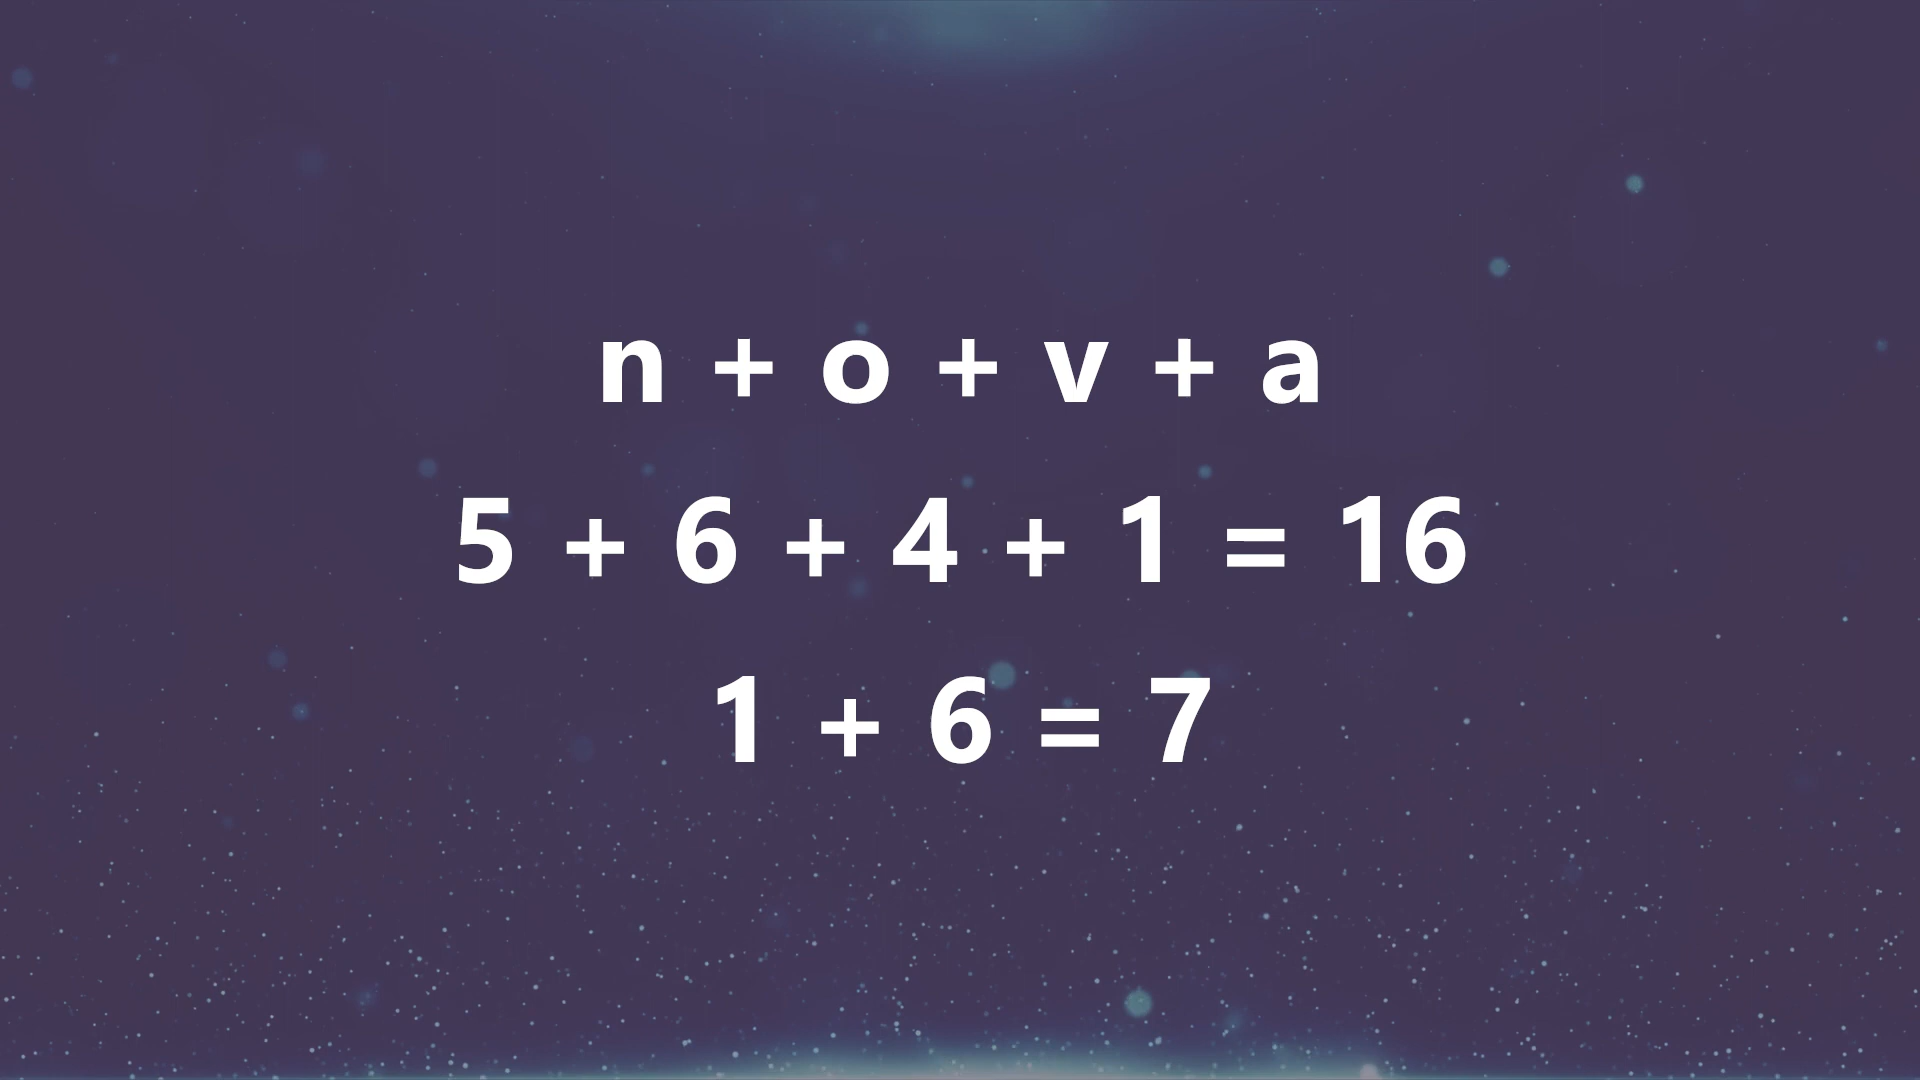 n + o + v + a
5 + 6 + 4 + 1 = 16
1 + 6 = 7